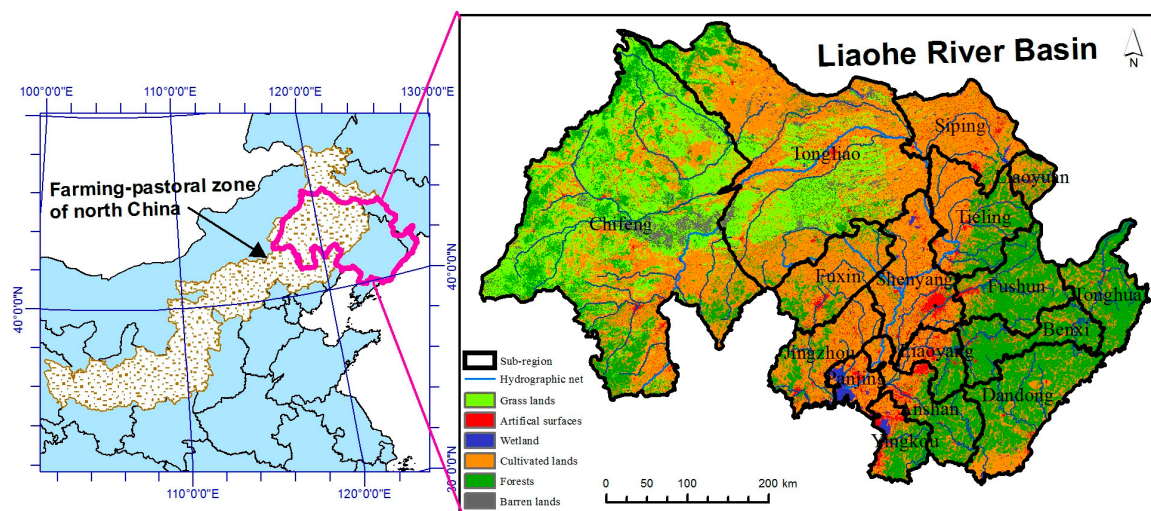 100°0'0"E
110°0'0"E
120°0'0"E
130°0'0"E
Farming-pastoral zone
of north China
40°0'0"N
40°0'0"N
110°0'0"E
120°0'0"E
Liaohe River Basin
N
Siping
Tongliao
Liaoyuan
Tieling
Chifeng
Fuxin
Shenyang
Fushun
Tonghua
Benxi
Jingzhou
Liaoyang
Panjing
Dandong
Anshan
Yingkou
Sub-region
Hydrographic net
Grass lands
Artifical surfaces
Wetland
Cultivated lands
Forests
Barren lands
0 50 100 200 km